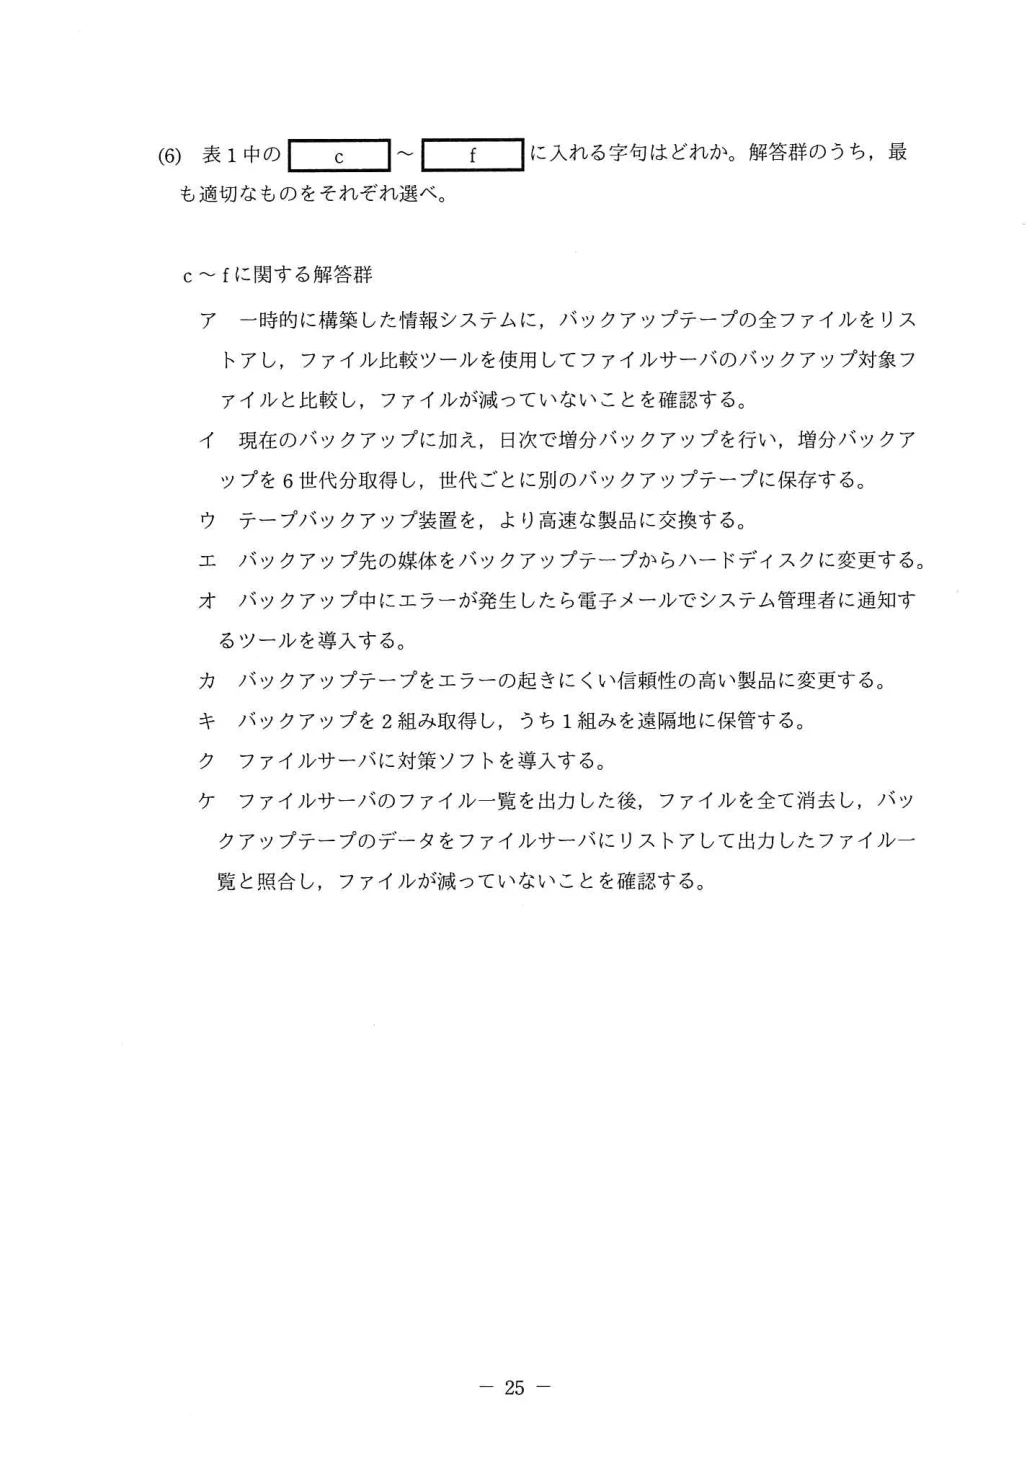 (6) 表1中の c ～ f に入れる字句はどれか。解答群のうち，最
も適切なものをそれぞれ選べ。
c～fに関する解答群
ア 一時的に構築した情報システムに，バックアップテープの全ファイルをリス
トアし，ファイル比較ツールを使用してファイルサーバのバックアップ対象フ
ァイルと比較し，ファイルが減っていないことを確認する。
イ 現在のバックアップに加え，日次で増分バックアップを行い，増分バックア
ップを6世代分取得し，世代ごとに別のバックアップテープに保存する。
ウ テープバックアップ装置を，より高速な製品に交換する。
エ バックアップ先の媒体をバックアップテープからハードディスクに変更する。
オ バックアップ中にエラーが発生したら電子メールでシステム管理者に通知す
るツールを導入する。
カ バックアップテープをエラーの起きにくい信頼性の高い製品に変更する。
キ バックアップを2組み取得し，うち1組みを遠隔地に保管する。
ク ファイルサーバに対策ソフトを導入する。
ケ ファイルサーバのファイル一覧を出力した後，ファイルを全て消去し，バッ
クアップテープのデータをファイルサーバにリストアして出力したファイル一
覧と照合し，ファイルが減っていないことを確認する。
－ 25 －